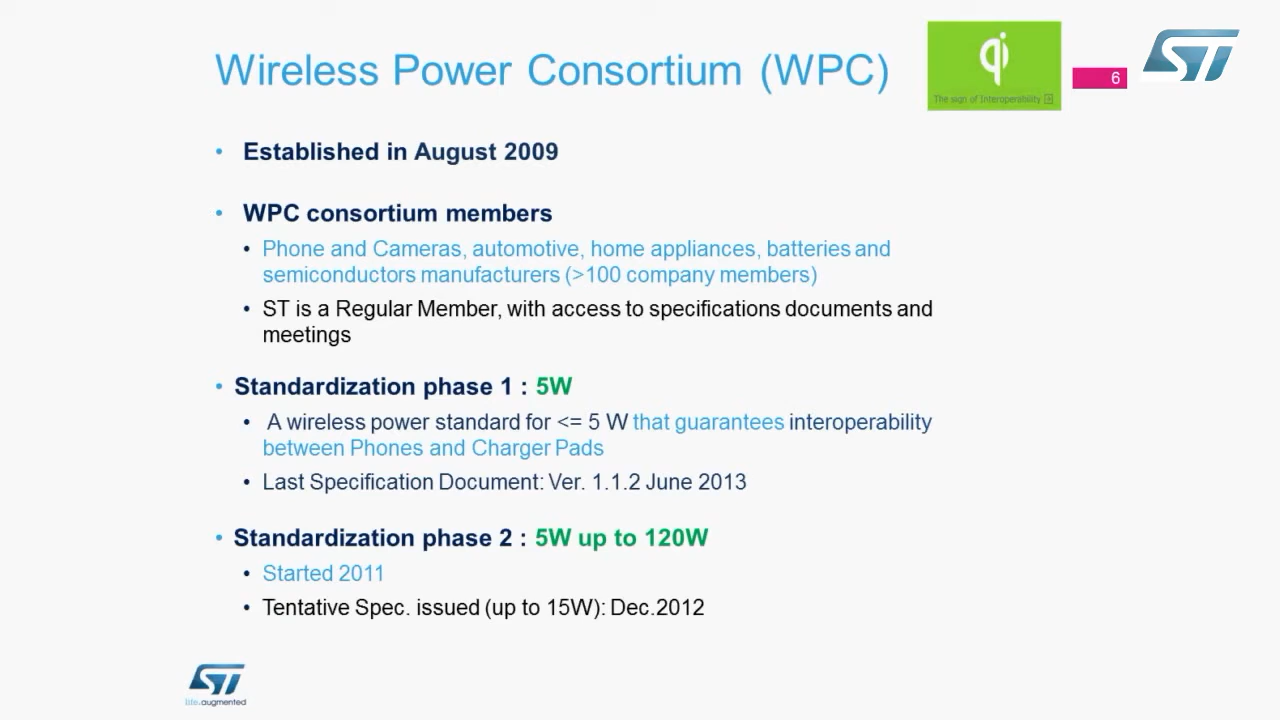 Wireless Power Consortium (WPC)
qi
The sign of Interoperability
6
ST
• Established in August 2009
• WPC consortium members
• Phone and Cameras, automotive, home appliances, batteries and
semiconductors manufacturers (>100 company members)
• ST is a Regular Member, with access to specifications documents and
meetings
• Standardization phase 1 : 5W
• A wireless power standard for <= 5 W that guarantees interoperability
between Phones and Charger Pads
• Last Specification Document: Ver. 1.1.2 June 2013
• Standardization phase 2 : 5W up to 120W
• Started 2011
• Tentative Spec. issued (up to 15W): Dec.2012
ST
life.augmented